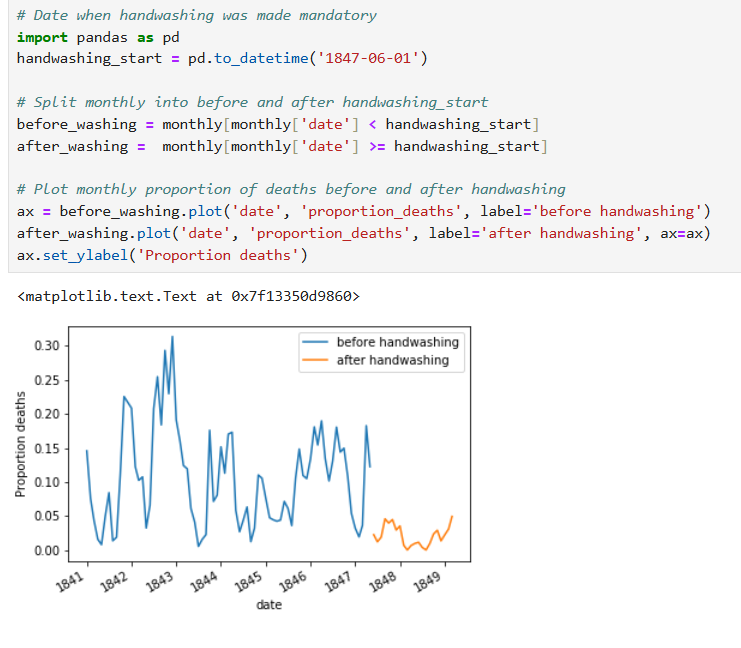 # Date when handwashing was made mandatory
import pandas as pd
handwashing_start = pd.to_datetime('1847-06-01')
# Split monthly into before and after handwashing_start
before_washing = monthly[monthly['date'] < handwashing_start]
after_washing =  monthly[monthly['date'] >= handwashing_start]
# Plot monthly proportion of deaths before and after handwashing
ax = before_washing.plot('date', 'proportion_deaths', label='before handwashing')
after_washing.plot('date', 'proportion_deaths', label='after handwashing', ax=ax)
ax.set_ylabel('Proportion deaths')
<matplotlib.text.Text at 0x7f13350d9860>
before handwashing
after handwashing
Proportion deaths
0.30
0.25
0.20
0.15
0.10
0.05
0.00
1841 1842 1843 1844 1845 1846 1847 1848 1849
date